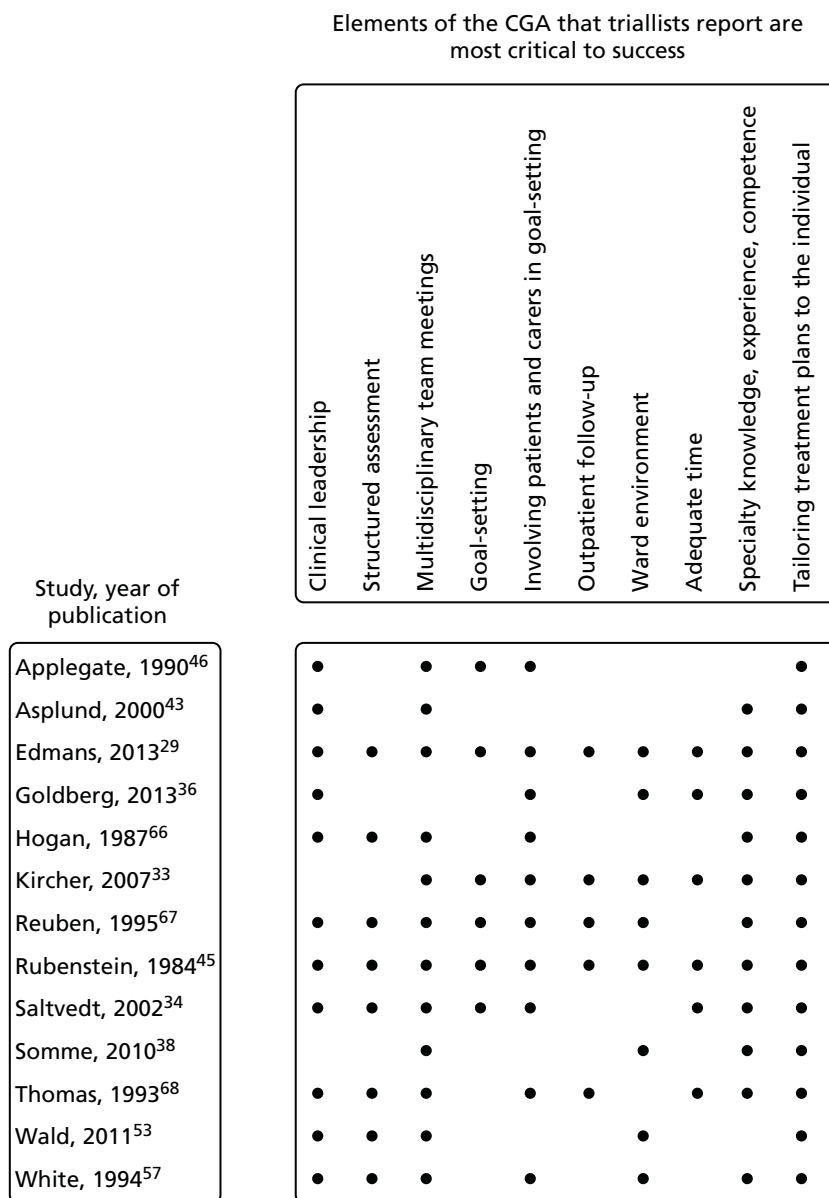 Elements of the CGA that triallists report are
most critical to success
Clinical leadership
Structured assessment
Multidisciplinary team meetings
Goal-setting
Involving patients and carers in goal-setting
Outpatient follow-up
Ward environment
Adequate time
Specialty knowledge, experience, competence
Tailoring treatment plans to the individual
Study, year of
publication
Applegate, 1990⁴⁶
Asplund, 2000⁴³
Edmans, 2013²⁹
Goldberg, 2013³⁶
Hogan, 1987⁶⁶
Kircher, 2007³³
Reuben, 1995⁶⁷
Rubenstein, 1984⁴⁵
Saltvedt, 2002³⁴
Somme, 2010³⁸
Thomas, 1993⁶⁸
Wald, 2011⁵³
White, 1994⁵⁷